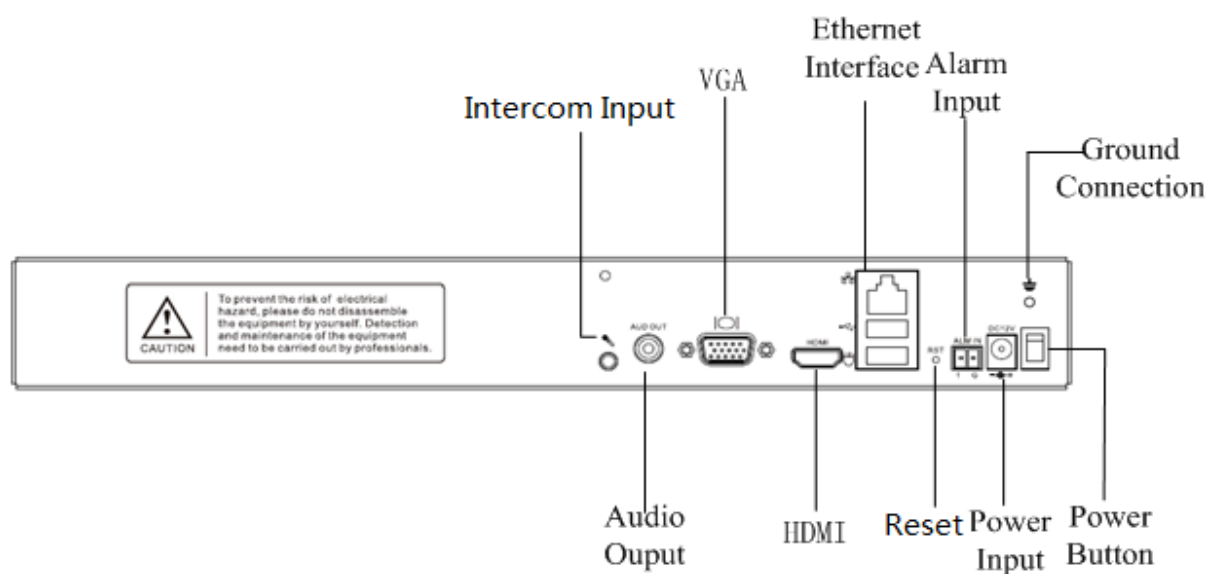 Ethernet
Interface
Alarm
Input
VGA
Intercom Input
Ground
Connection
CAUTION
To prevent the risk of electrical
hazard, please do not disassemble
the equipment by yourself. Detection
and maintenance of the equipment
need to be carried out by professionals.
AUD OUT
HDMI
RST
ALM IN
1 G
DC12V
Audio
Ouput
HDMI
Reset
Power
Input
Power
Button